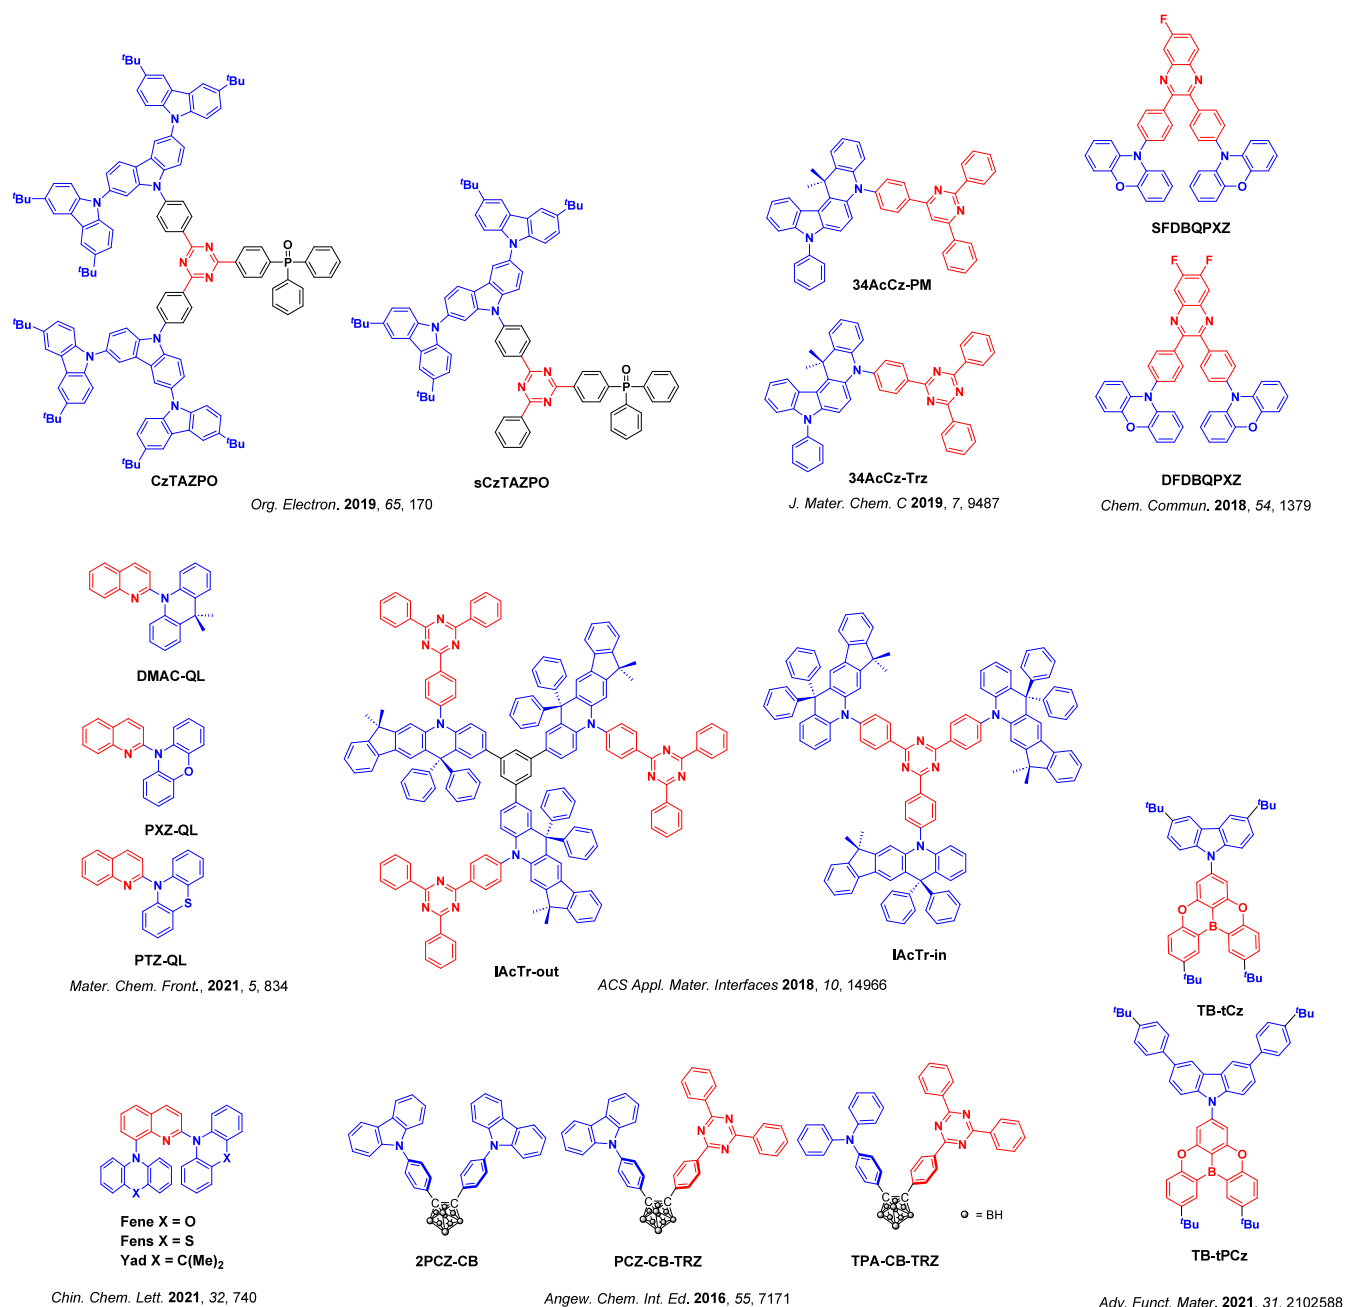 CzTAZPO
sCzTAZPO
Org. Electron. 2019, 65, 170
34AcCz-PM
34AcCz-Trz
J. Mater. Chem. C 2019, 7, 9487
SFDBQPXZ
DFDBQPXZ
Chem. Commun. 2018, 54, 1379
DMAC-QL
PXZ-QL
PTZ-QL
Mater. Chem. Front., 2021, 5, 834
IAcTr-out
IAcTr-in
ACS Appl. Mater. Interfaces 2018, 10, 14966
TB-tCz
TB-tPCz
Adv. Funct. Mater. 2021, 31, 2102588
Fene X = O
Fens X = S
Yad X = C(Me)2
Chin. Chem. Lett. 2021, 32, 740
2PCZ-CB
PCZ-CB-TRZ
TPA-CB-TRZ
= BH
Angew. Chem. Int. Ed. 2016, 55, 7171